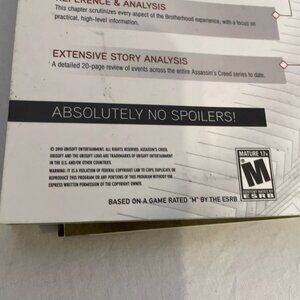 REFERENCE & ANALYSIS
This chapter scrutinizes every aspect of the Brotherhood experience, with a focus on
practical, high-level information.
EXTENSIVE STORY ANALYSIS
A detailed 20-page review of events across the entire Assassin's Creed series to date.
ABSOLUTELY NO SPOILERS!
© 2010 UBISOFT ENTERTAINMENT. ALL RIGHTS RESERVED. ASSASSIN'S CREED,
UBISOFT AND THE UBISOFT LOGO ARE TRADEMARKS OF UBISOFT ENTERTAINMENT
IN THE U.S. AND/OR OTHER COUNTRIES.
WARNING: IT IS A VIOLATION OF FEDERAL COPYRIGHT LAW TO COPY, DUPLICATE, OR
REPRODUCE THIS PROGRAM OR ANY PORTIONS OF THIS PROGRAM WITHOUT THE
EXPRESS WRITTEN PERMISSION OF THE COPYRIGHT OWNER.
MATURE 17+
M
CONTENT RATED BY
ESRB
BASED ON A GAME RATED "M" BY THE ESRB